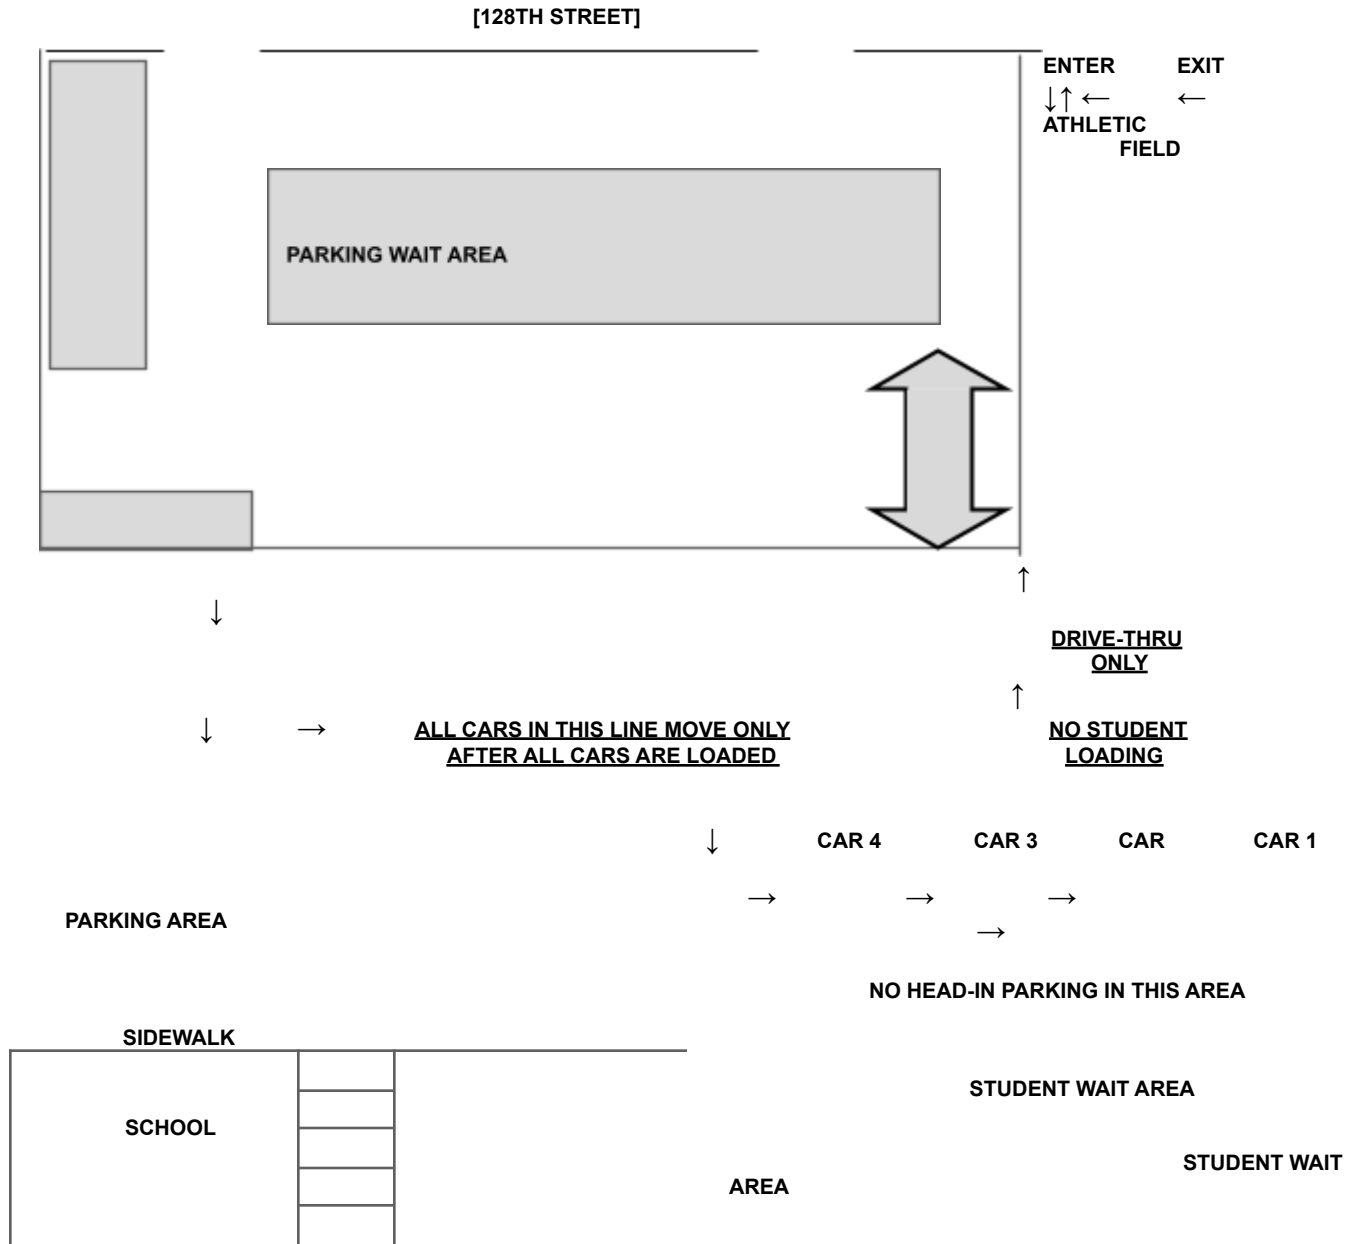 [128TH STREET]
ENTER EXIT
↓↑ ← ←
ATHLETIC
FIELD
PARKING WAIT AREA
↑
↓
DRIVE-THRU
ONLY
↑
↓ → ALL CARS IN THIS LINE MOVE ONLY NO STUDENT
AFTER ALL CARS ARE LOADED LOADING
↓ CAR 4 CAR 3 CAR CAR 1
→ → →
PARKING AREA
→
NO HEAD-IN PARKING IN THIS AREA
SIDEWALK
STUDENT WAIT AREA
SCHOOL
STUDENT WAIT
AREA